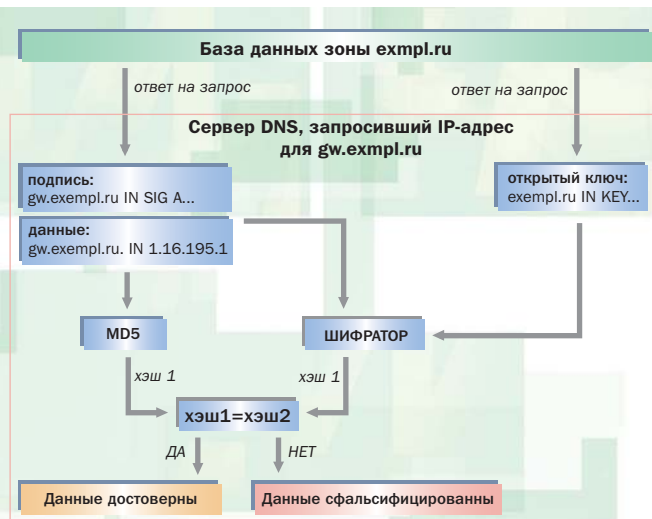 База данных зоны exmpl.ru
ответ на запрос
ответ на запрос
Сервер DNS, запросивший IP-адрес
для gw.exmpl.ru
подпись:
gw.exempl.ru IN SIG A...
открытый ключ:
exempl.ru IN KEY...
данные:
gw.exempl.ru. IN 1.16.195.1
MD5
ШИФРАТОР
хэш 1
хэш 1
хэш1=хэш2
ДА
НЕТ
Данные достоверны
Данные сфальсифицированны